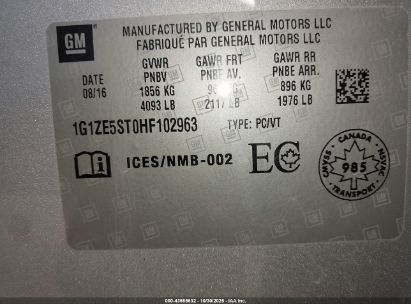 GM
MANUFACTURED BY GENERAL MOTORS LLC
FABRIQUÉ PAR GENERAL MOTORS LLC
GVWR GAWR FRT GAWR RR
DATE PNBV PNBE AV. PNBE ARR.
08/16 1856 KG KG 896 KG
4093 LB LB 1976 LB
1G1ZE5ST0HF102963 TYPE: PC/VT
i ICES/NMB-002 EC
CANADA
985
TRANSPORT